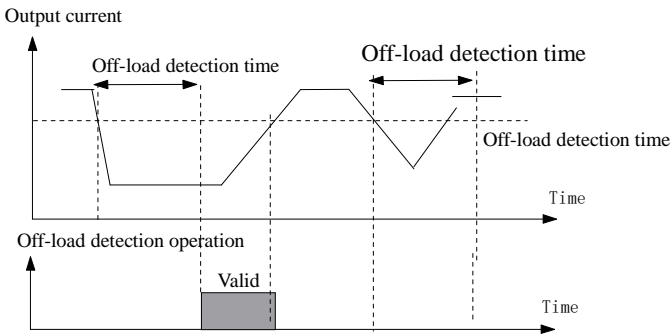 Output current
Off-load detection time
Off-load detection time
Off-load detection time
Time
Off-load detection operation
Valid
Time